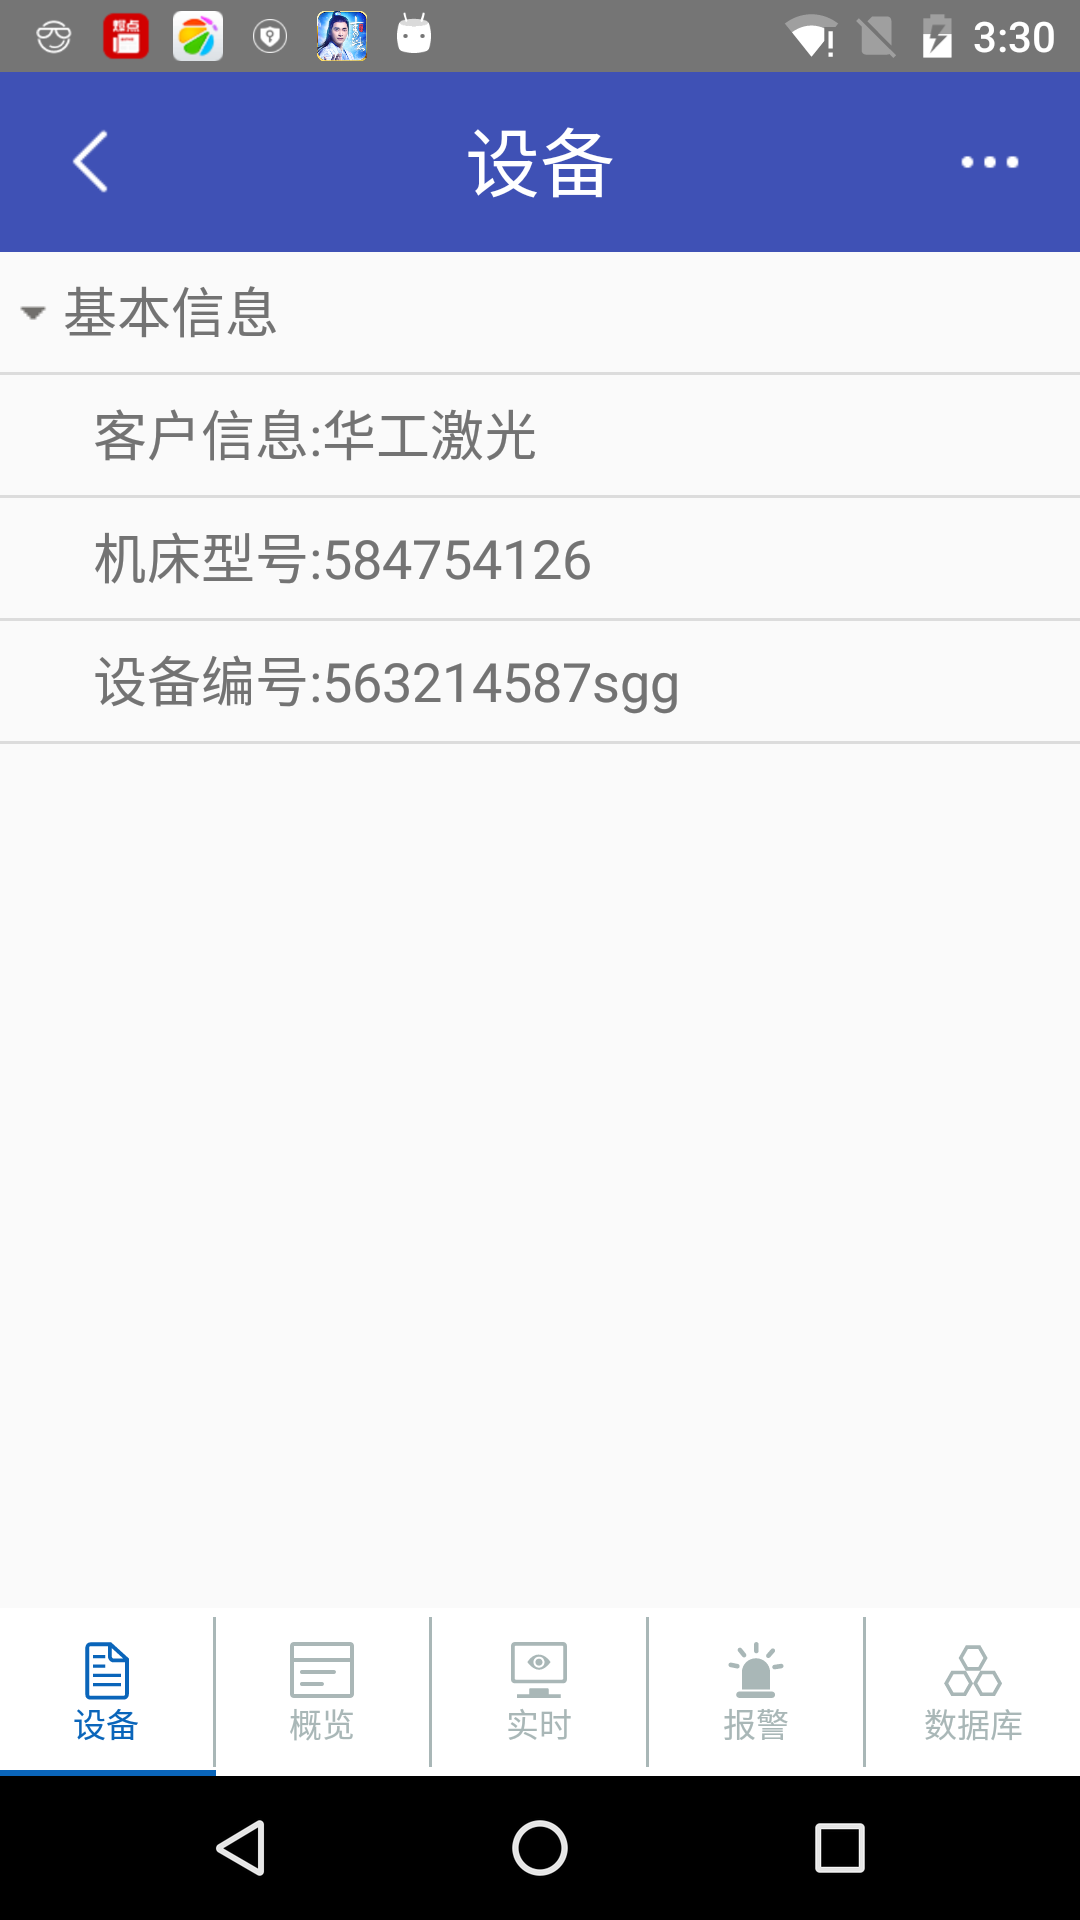 3:30
设备
基本信息
客户信息:华工激光
机床型号:584754126
设备编号:563214587sgg
设备
概览
实时
报警
数据库